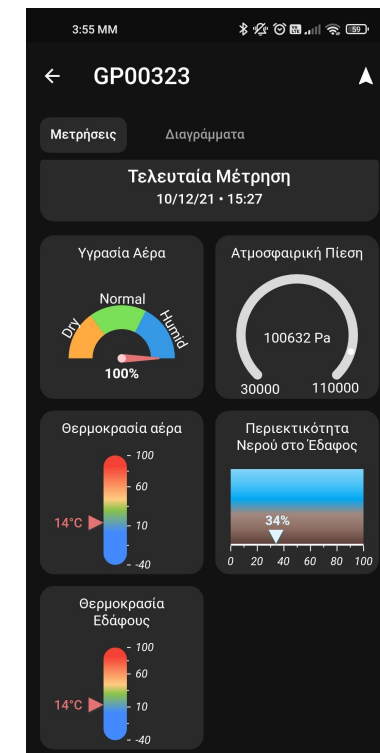 3:55 MM
59
GP00323
Μετρήσεις
Διαγράμματα
Τελευταία Μέτρηση
10/12/21 • 15:27
Υγρασία Αέρα
Dry
Normal
Humid
100%
Ατμοσφαιρική Πίεση
100632 Pa
30000 110000
Θερμοκρασία αέρα
100
60
14°C
10
-40
Περιεκτικότητα
Νερού στο Έδαφος
34%
0 20 40 60 80 100
Θερμοκρασία
Εδάφους
100
60
14°C
10
-40